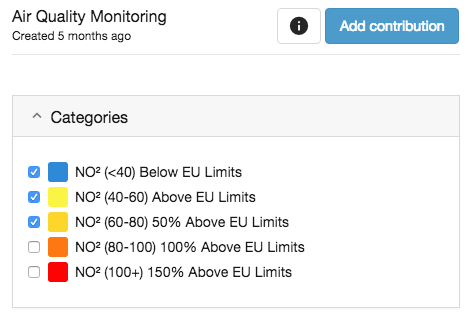 Air Quality Monitoring
Created 5 months ago
Add contribution
Categories
NO² (<40) Below EU Limits
NO² (40-60) Above EU Limits
NO² (60-80) 50% Above EU Limits
NO² (80-100) 100% Above EU Limits
NO² (100+) 150% Above EU Limits